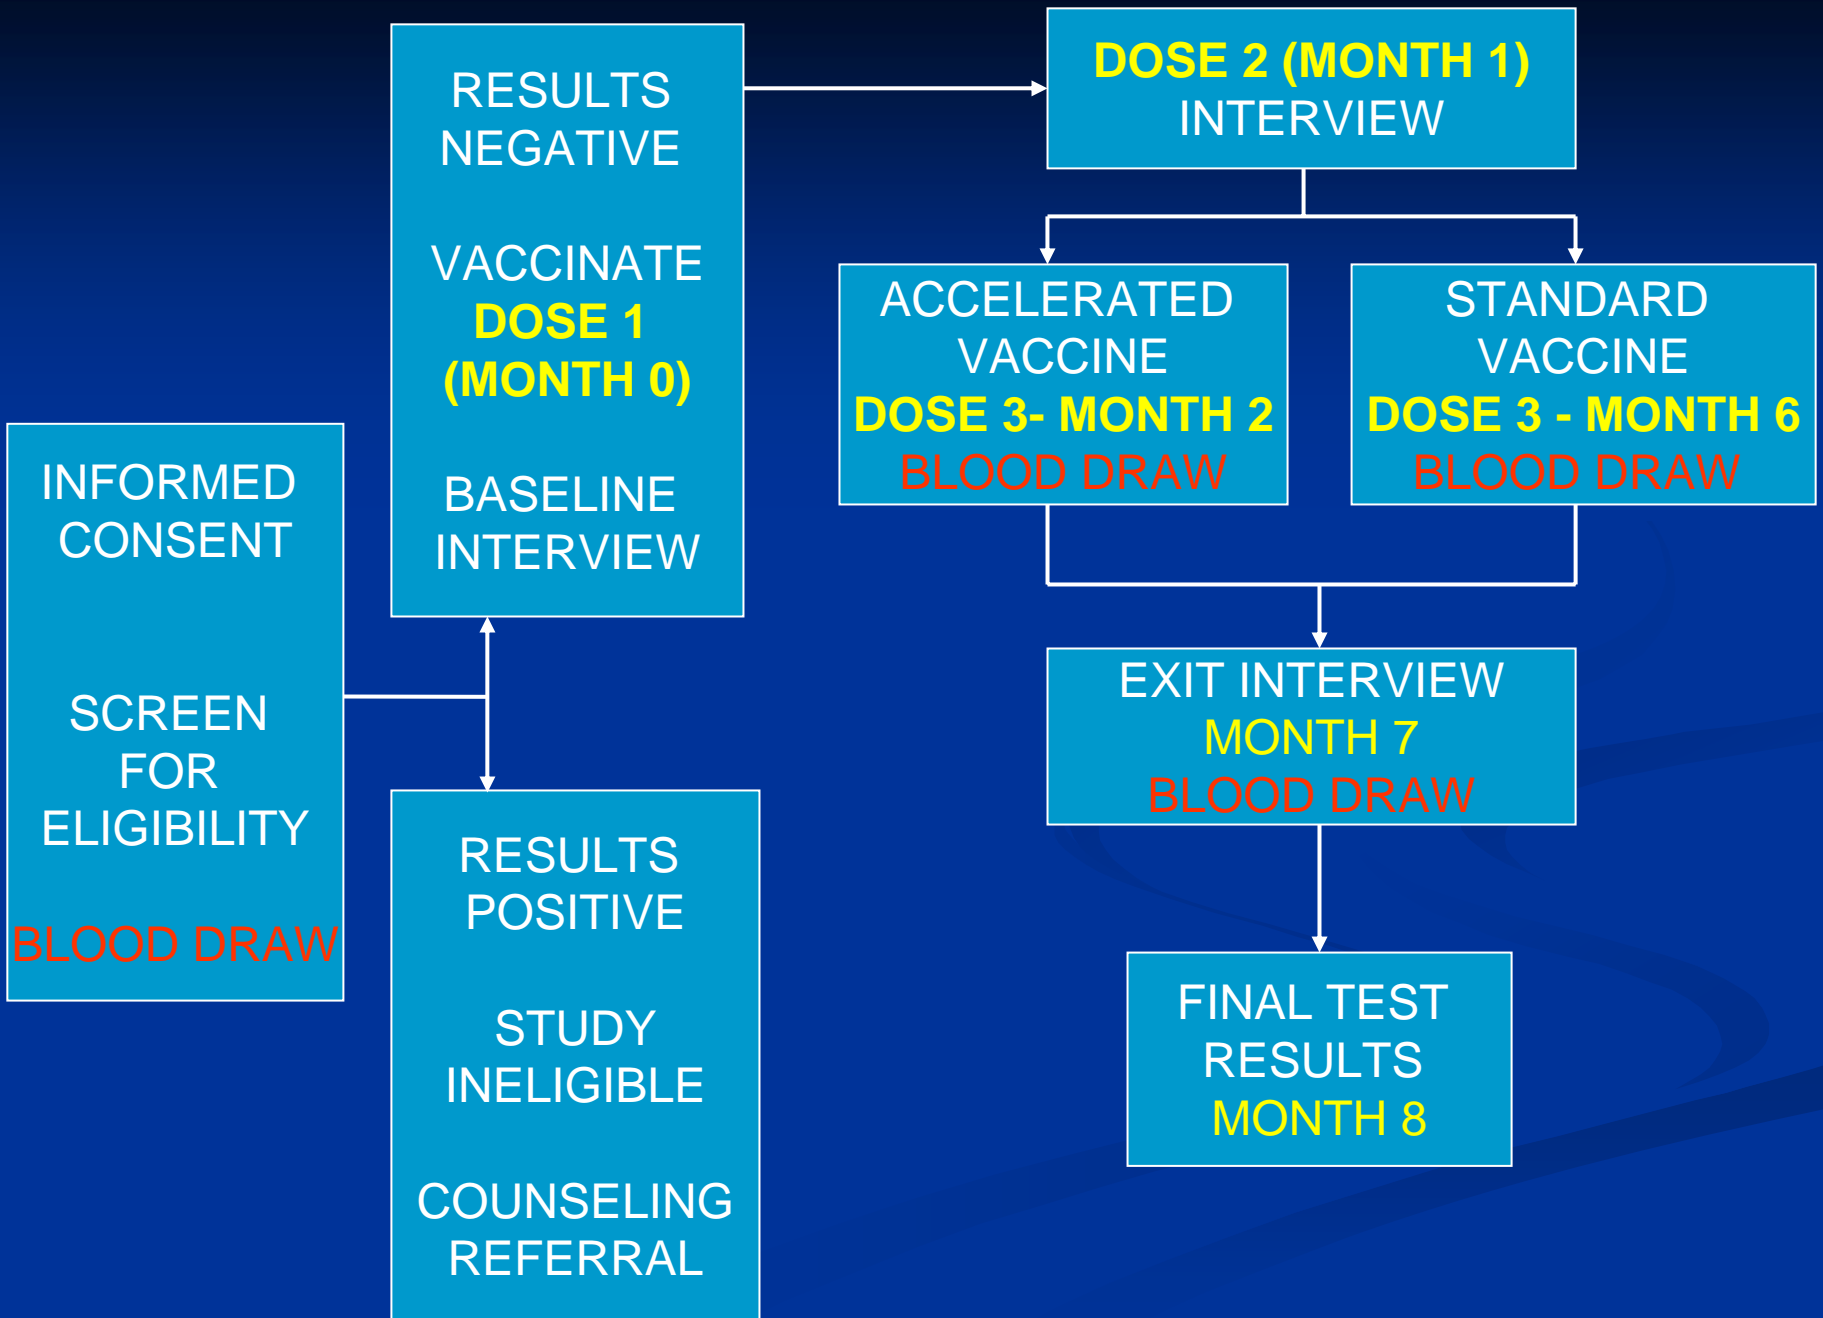 INFORMED
CONSENT
SCREEN
FOR
ELIGIBILITY
BLOOD DRAW
RESULTS
NEGATIVE
VACCINATE
DOSE 1
(MONTH 0)
BASELINE
INTERVIEW
RESULTS
POSITIVE
STUDY
INELIGIBLE
COUNSELING
REFERRAL
DOSE 2 (MONTH 1)
INTERVIEW
ACCELERATED
VACCINE
DOSE 3- MONTH 2
BLOOD DRAW
STANDARD
VACCINE
DOSE 3 - MONTH 6
BLOOD DRAW
EXIT INTERVIEW
MONTH 7
BLOOD DRAW
FINAL TEST
RESULTS
MONTH 8